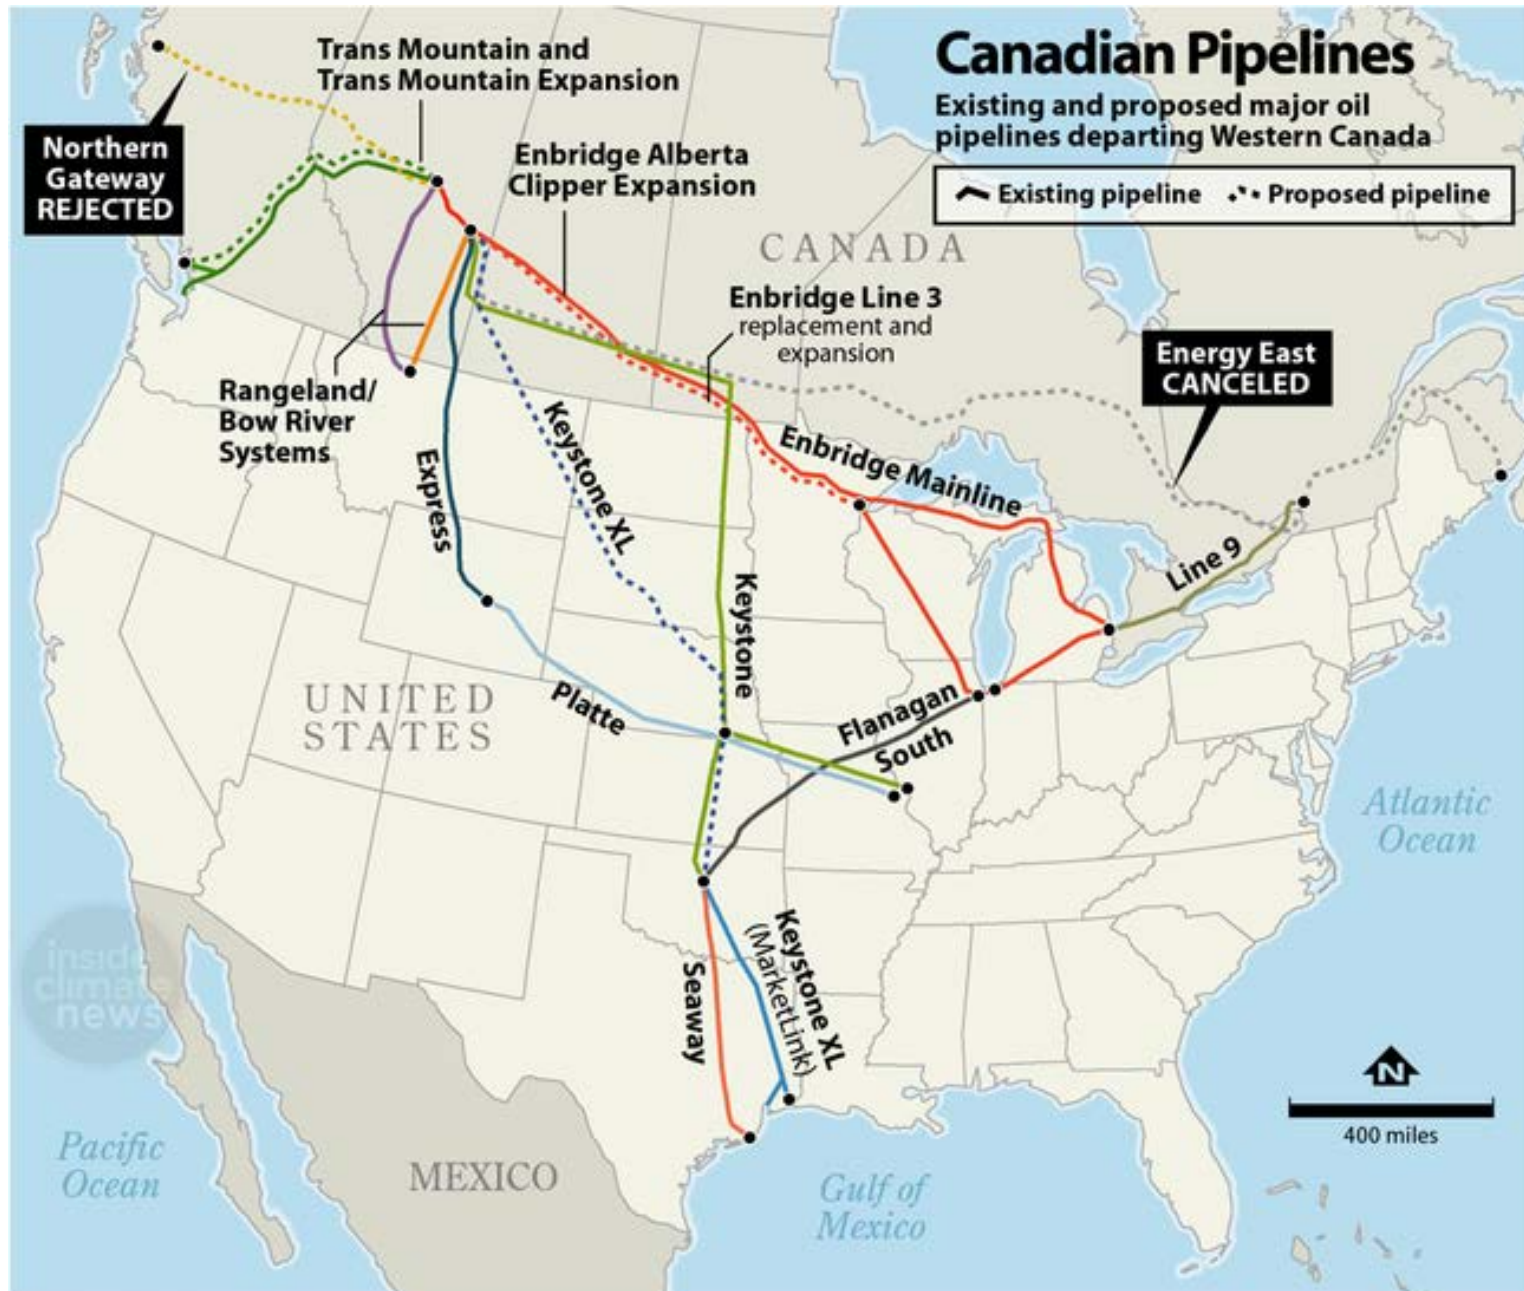 Canadian Pipelines
Existing and proposed major oil
pipelines departing Western Canada
Existing pipeline
Proposed pipeline
Trans Mountain and
Trans Mountain Expansion
Northern
Gateway
REJECTED
Enbridge Alberta
Clipper Expansion
CANADA
Enbridge Line 3
replacement and
expansion
Energy East
CANCELED
Rangeland/
Bow River
Systems
Express
Keystone XL
Enbridge Mainline
Line 9
Keystone
UNITED
STATES
Platte
Flanagan
South
Atlantic
Ocean
Seaway
Keystone XL
(MarketLink)
inside
climate
news
N
400 miles
Pacific
Ocean
MEXICO
Gulf of
Mexico